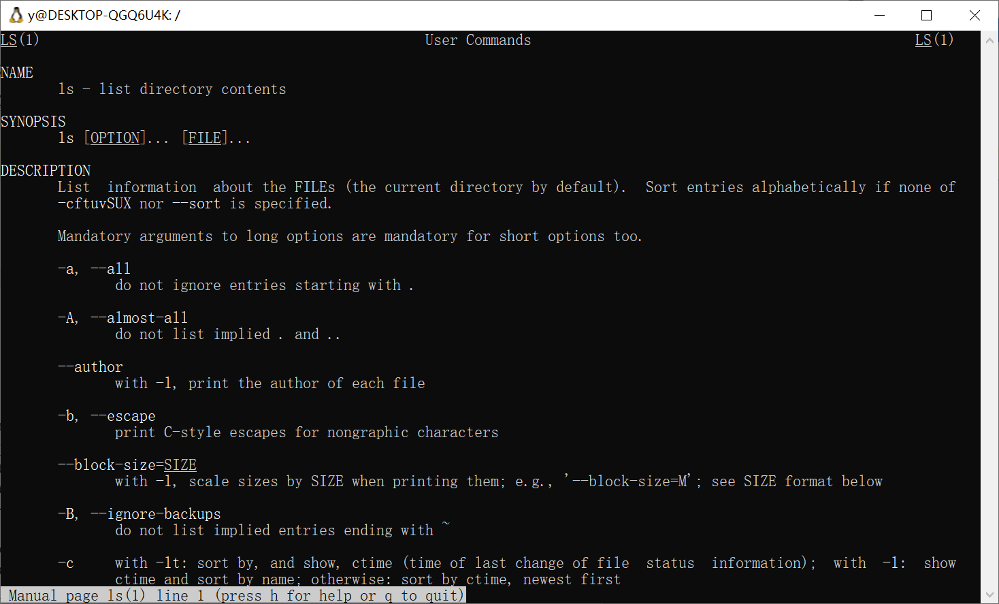 y@DESKTOP-QGQ6U4K: /
LS(1) User Commands LS(1)
NAME
ls - list directory contents
SYNOPSIS
ls [OPTION]... [FILE]...
DESCRIPTION
List information about the FILEs (the current directory by default). Sort entries alphabetically if none of
-cftuvSUX nor --sort is specified.
Mandatory arguments to long options are mandatory for short options too.
-a, --all
do not ignore entries starting with .
-A, --almost-all
do not list implied . and ..
--author
with -l, print the author of each file
-b, --escape
print C-style escapes for nongraphic characters
--block-size=SIZE
with -l, scale sizes by SIZE when printing them; e.g., '--block-size=M'; see SIZE format below
-B, --ignore-backups
do not list implied entries ending with ~
-c with -lt: sort by, and show, ctime (time of last change of file status information); with -l: show
ctime and sort by name; otherwise: sort by ctime, newest first
Manual page ls(1) line 1 (press h for help or q to quit)